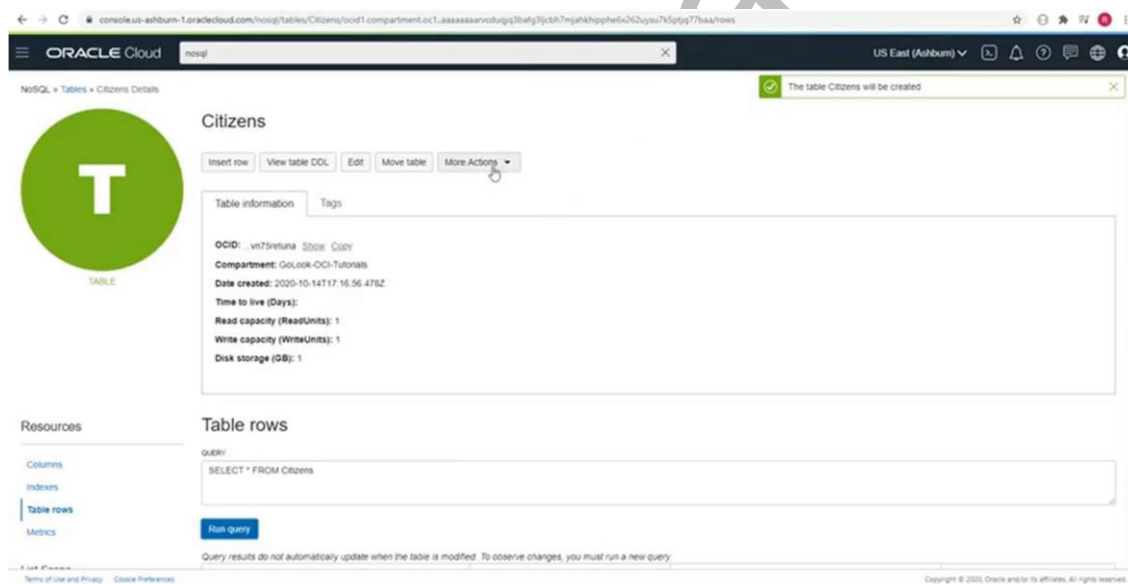 console.us-ashburn-1.oraclecloud.com/nosql/tables/Citizens/ocid1.compartment.oc1..aaaaaaaarvcduqjq3bafg3ljcbh7mjahkhipphe6x262uysu7k5ptjq77baa/rows
ORACLE Cloud nosql US East (Ashburn)
NoSQL » Tables » Citizens Details
The table Citizens will be created
Citizens
Insert row View table DDL Edit Move table More Actions
T
TABLE
Table information Tags
OCID: ...vn75retuna Show Copy
Compartment: GoLook-OCI-Tutorials
Date created: 2020-10-14T17:16:56.478Z
Time to live (Days):
Read capacity (ReadUnits): 1
Write capacity (WriteUnits): 1
Disk storage (GB): 1
Resources
Columns
Indexes
Table rows
Metrics
Table rows
QUERY
SELECT * FROM Citizens
Run query
Query results do not automatically update when the table is modified. To observe changes, you must run a new query.
Terms of Use and Privacy Cookie Preferences
Copyright © 2020, Oracle and/or its affiliates. All rights reserved.